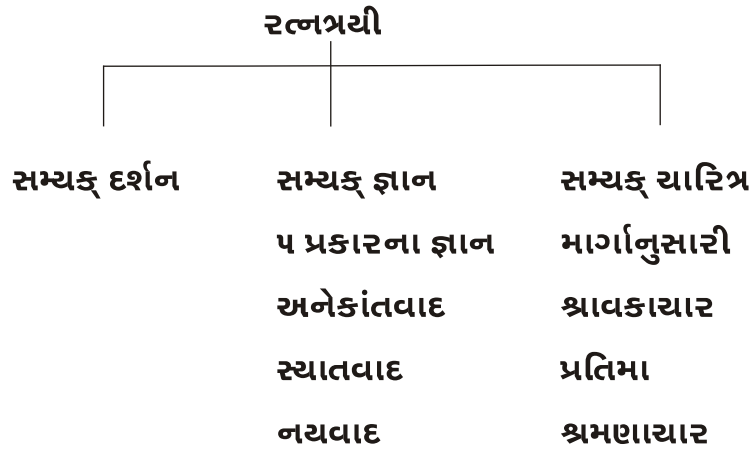 રત્નત્રયી
સમ્યક્ દર્શન
સમ્યક્ જ્ઞાન
૫ પ્રકારના જ્ઞાન
અનેકાંતવાદ
સ્યાતવાદ
નયવાદ
સમ્યક્ ચારિત્ર
માર્ગાનુસારી
શ્રાવકાચાર
પ્રતિમા
શ્રમણાચાર